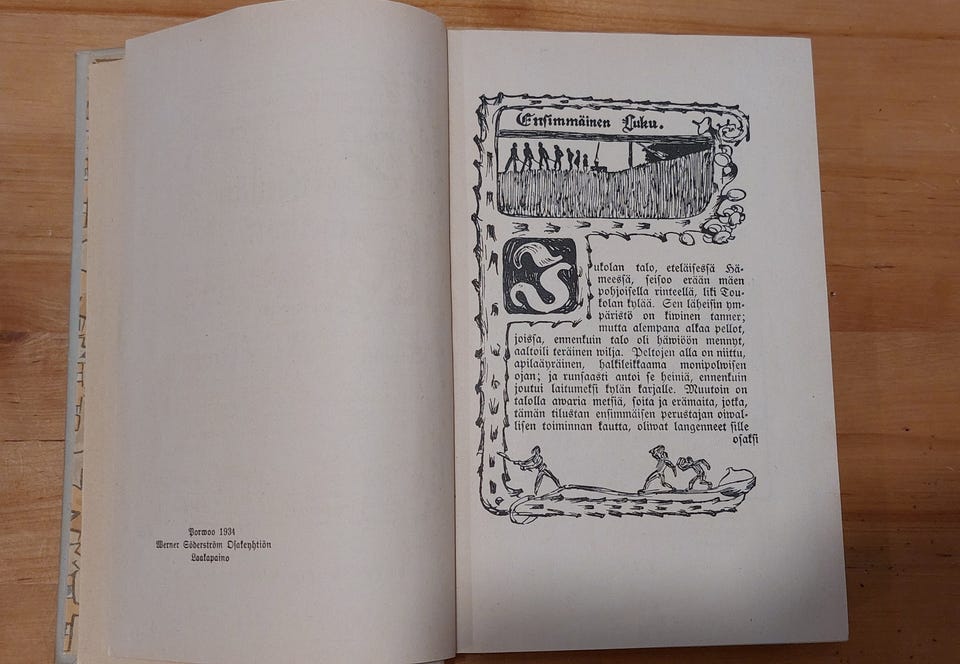 Porwoo 1934
Werner Söderström Osakeyhtiön
Laakapaino
Ensimmäinen Luku.
Jukolan talo, eteläisessä Hä-
meessä, seisoo erään mäen
pohjoisella rinteellä, liki Tou-
kolan kylää. Sen läheisin ym-
päristö on kiwinen tanner;
mutta alempana alkaa pellot,
joissa, ennenkuin talo oli häwiöön mennyt,
aaltoili teräinen wilja. Peltojen alla on niittu,
apilaäyräinen, halkileikkaama monipolwisen
ojan; ja runsaasti antoi se heiniä, ennenkuin
joutui laitumeksi kylän karjalle. Muutoin on
talolla awaria metsiä, soita ja erämaita, jotka,
tämän tilustan ensimmäisen perustajan oiwal-
lisen toiminnan kautta, oliwat langenneet sille
osaksi